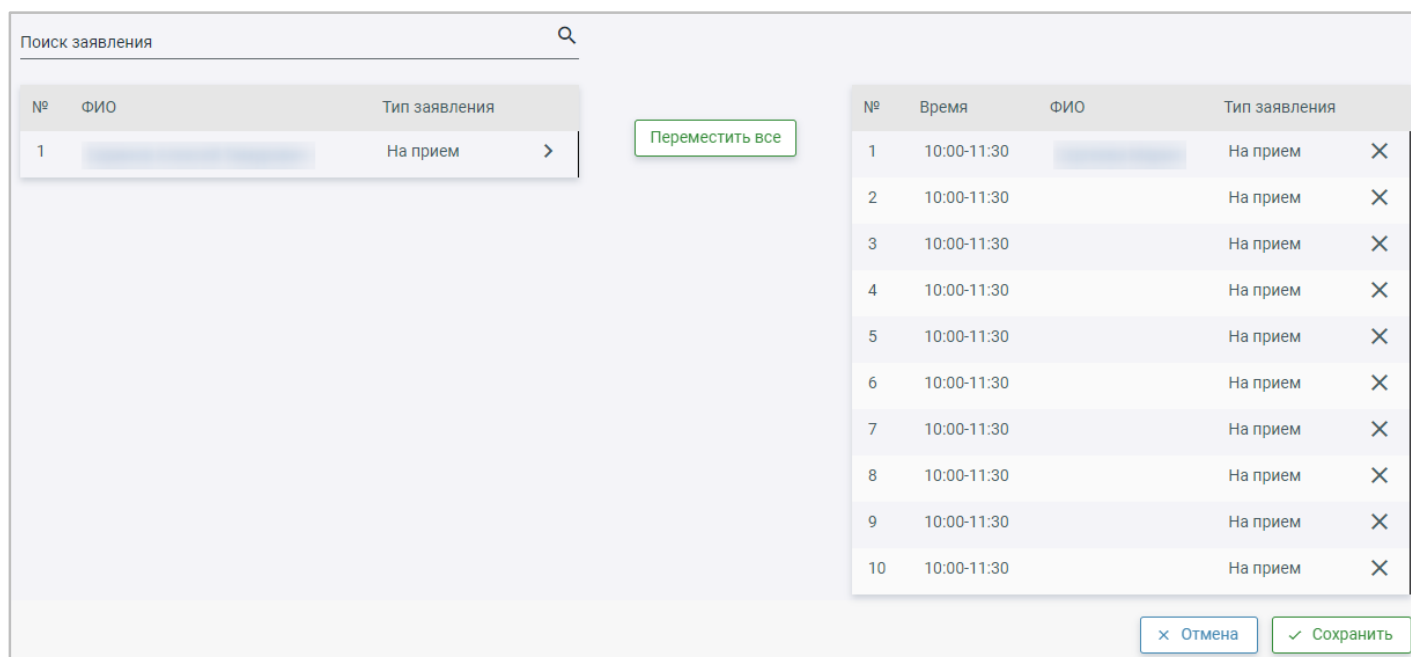 Поиск заявления
№ ФИО Тип заявления
1 На прием
Переместить все
№ Время ФИО Тип заявления
1 10:00-11:30 На прием
2 10:00-11:30 На прием
3 10:00-11:30 На прием
4 10:00-11:30 На прием
5 10:00-11:30 На прием
6 10:00-11:30 На прием
7 10:00-11:30 На прием
8 10:00-11:30 На прием
9 10:00-11:30 На прием
10 10:00-11:30 На прием
Отмена Сохранить